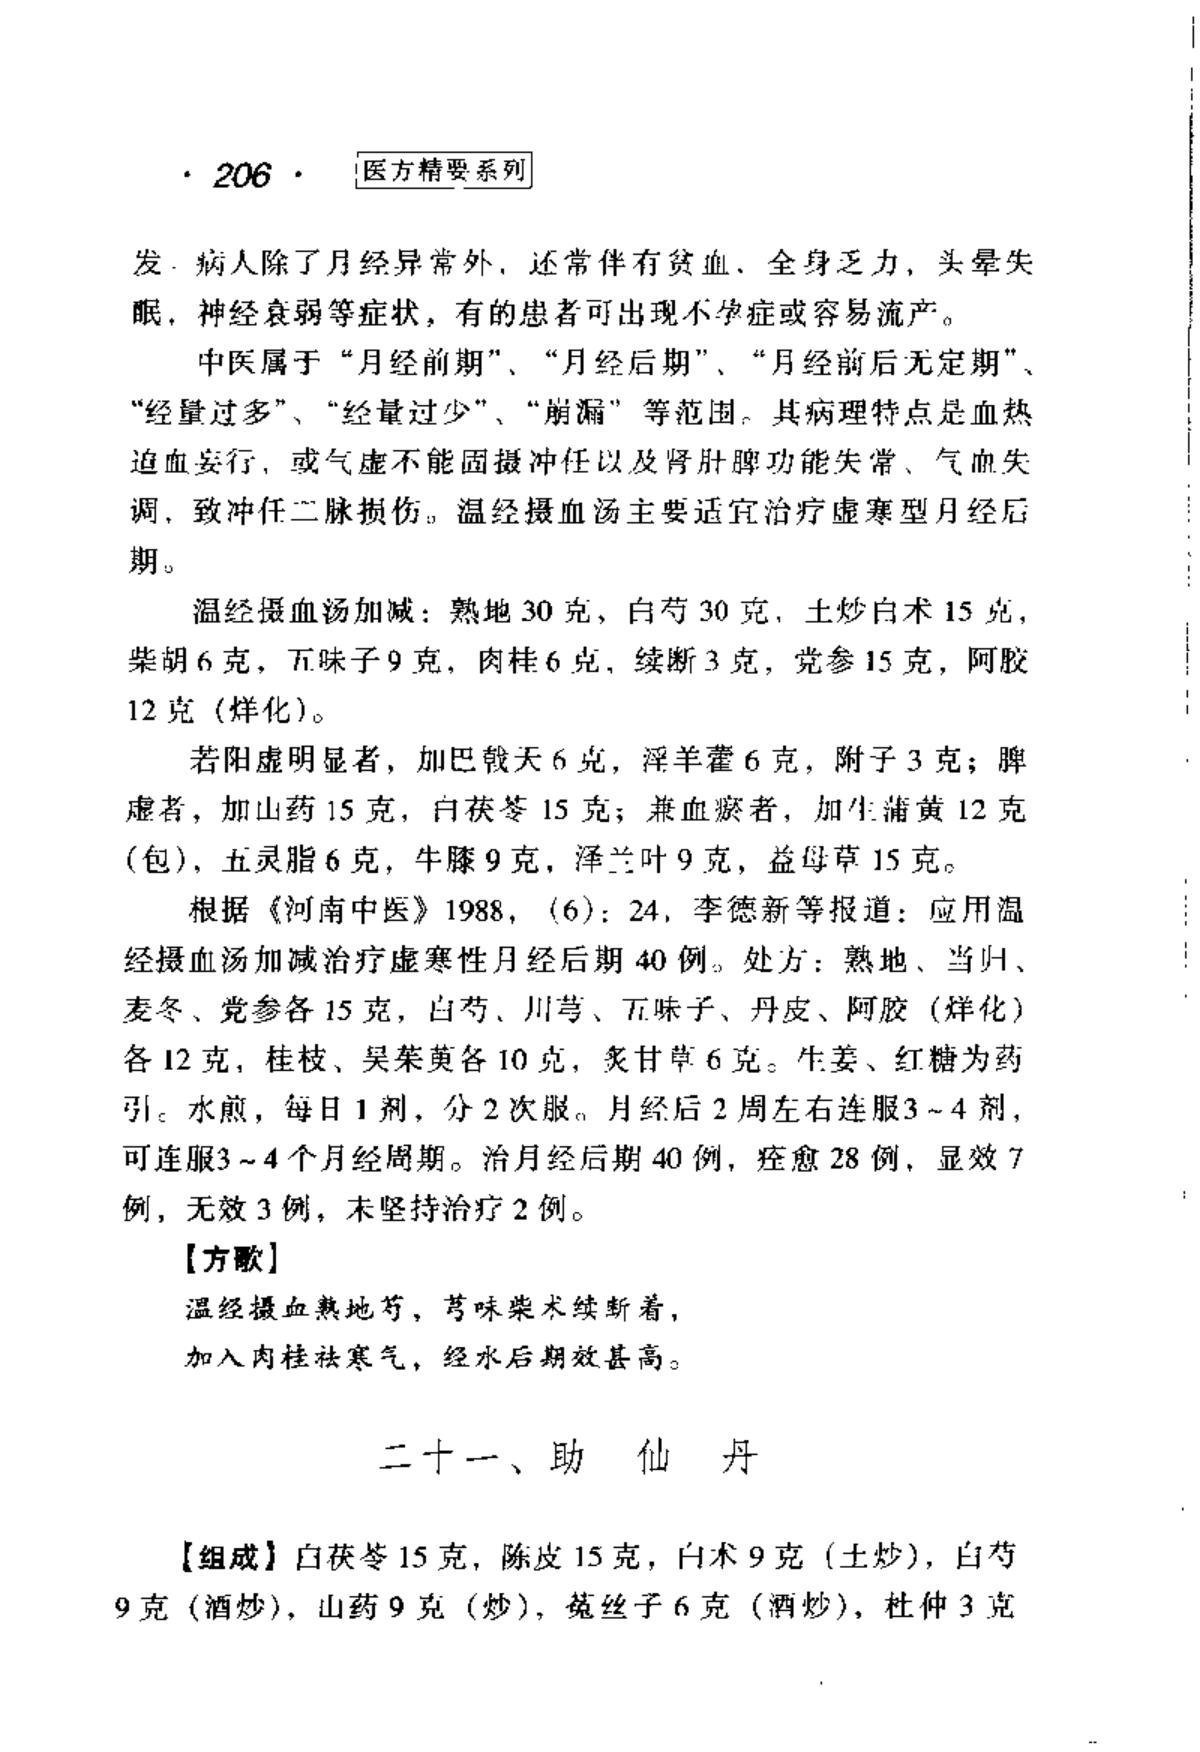 · 206 · 医方精要系列
发．病人除了月经异常外，还常伴有贫血、全身乏力，头晕失
眠，神经衰弱等症状，有的患者可出现不孕症或容易流产。
中医属于“月经前期”、“月经后期”、“月经前后无定期”、
“经量过多”、“经量过少”、“崩漏”等范围。其病理特点是血热
迫血妄行，或气虚不能固摄冲任以及肾肝脾功能失常、气血失
调，致冲任二脉损伤。温经摄血汤主要适宜治疗虚寒型月经后
期。
温经摄血汤加减：熟地 30 克，白芍 30 克，土炒白术 15 克，
柴胡 6 克，五味子 9 克，肉桂 6 克，续断 3 克，党参 15 克，阿胶
12 克（烊化）。
若阳虚明显者，加巴戟天 6 克，淫羊藿 6 克，附子 3 克；脾
虚者，加山药 15 克，白茯苓 15 克；兼血瘀者，加生蒲黄 12 克
（包），五灵脂 6 克，牛膝 9 克，泽兰叶 9 克，益母草 15 克。
根据《河南中医》1988，（6）：24，李德新等报道：应用温
经摄血汤加减治疗虚寒性月经后期 40 例。处方：熟地、当归、
麦冬、党参各 15 克，白芍、川芎、五味子、丹皮、阿胶（烊化）
各 12 克，桂枝、吴茱萸各 10 克，炙甘草 6 克。生姜、红糖为药
引。水煎，每日 1 剂，分 2 次服。月经后 2 周左右连服3～4 剂，
可连服3～4 个月经周期。治月经后期 40 例，痊愈 28 例，显效 7
例，无效 3 例，未坚持治疗 2 例。
【方歌】
温经摄血熟地芍，芎味柴术续断着，
加入肉桂祛寒气，经水后期效甚高。
二十一、助 仙 丹
【组成】白茯苓 15 克，陈皮 15 克，白术 9 克（土炒），白芍
9 克（酒炒），山药 9 克（炒），菟丝子 6 克（酒炒），杜仲 3 克